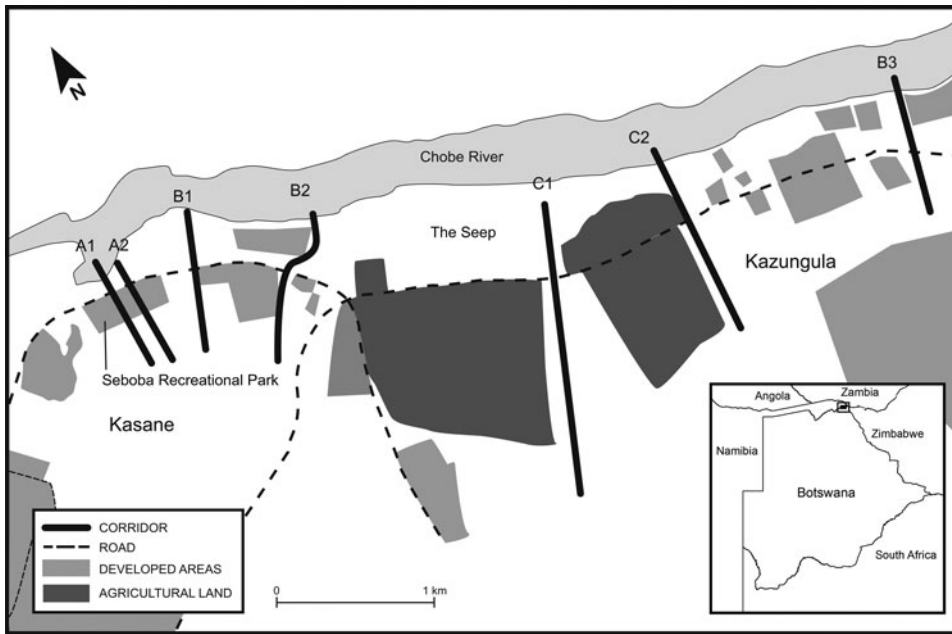 N
B3
C2
Chobe River
B1
B2
C1
A1
A2
The Seep
Kazungula
Seboba Recreational Park
Kasane
CORRIDOR
ROAD
DEVELOPED AREAS
AGRICULTURAL LAND
0
1 km
Angola
Zambia
Namibia
Zimbabwe
Botswana
South Africa